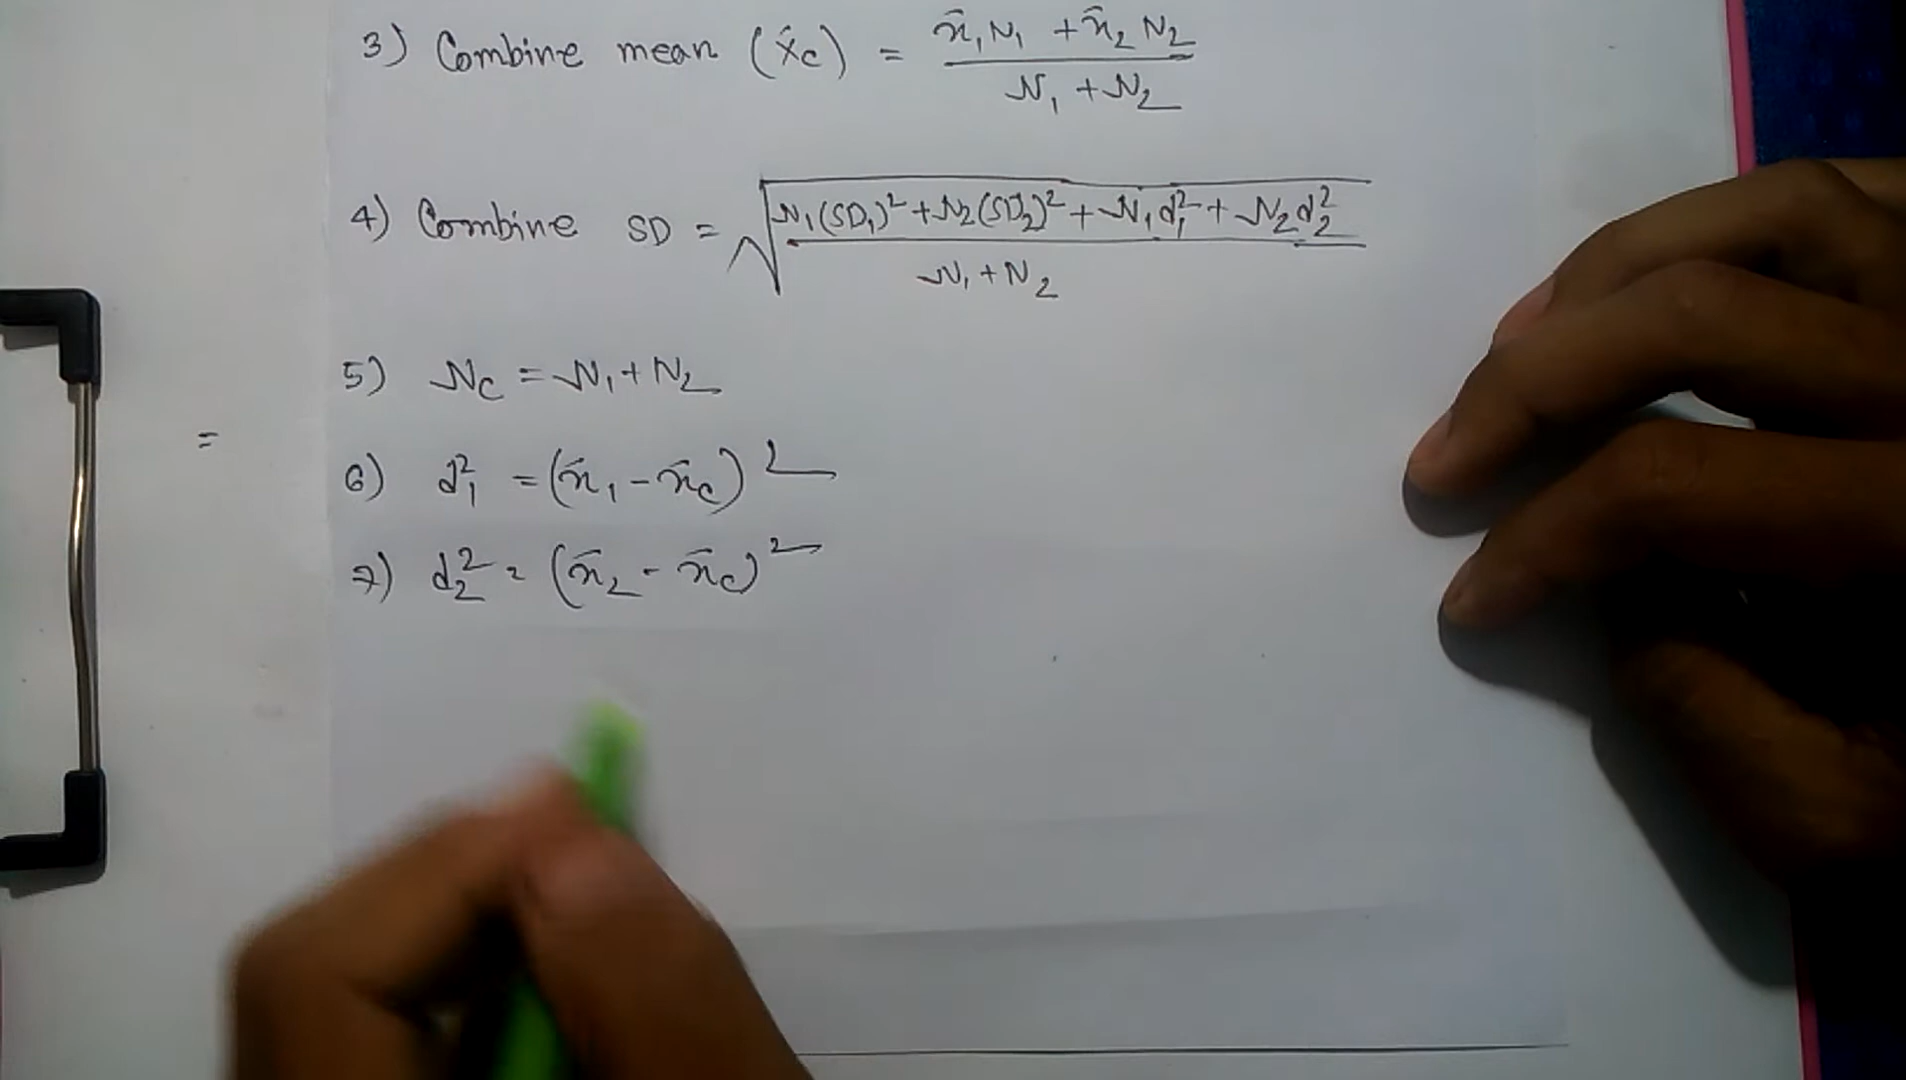 3) Combine mean (x̄c) = x̄₁N₁ + x̄₂N₂ / N₁ + N₂
4) Combine SD = √ N₁(SD₁)² + N₂(SD₂)² + N₁d₁² + N₂d₂² / N₁ + N₂
5) Nc = N₁ + N₂
=
6) d₁² = (x̄₁ - x̄c)²
7) d₂² = (x̄₂ - x̄c)²